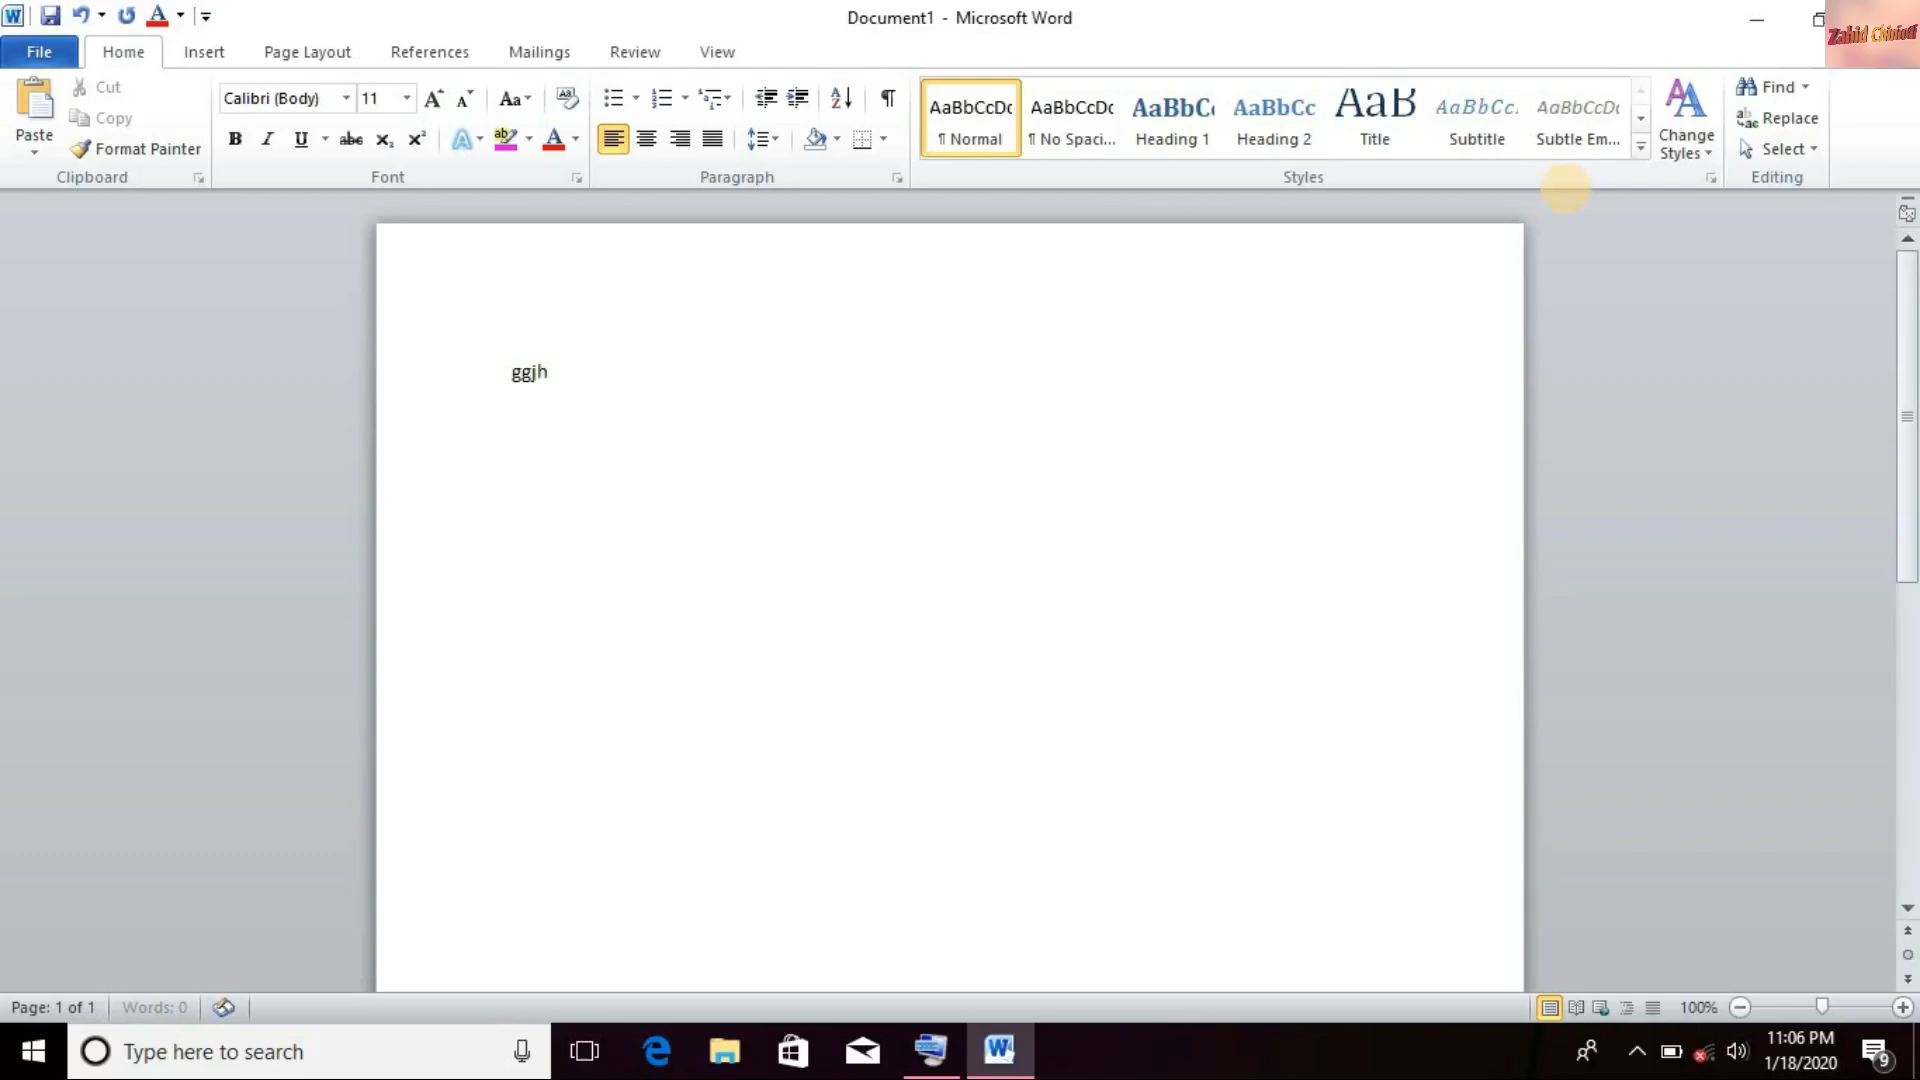 Document1 - Microsoft Word
Zahid Chinioti
File Home Insert Page Layout References Mailings Review View
Paste
Cut
Copy
Format Painter
Clipboard
Calibri (Body) 11
Font
Paragraph
AaBbCcDc AaBbCcDc AaBbC AaBbCc AaB AaBbCc. AaBbCcDc
¶ Normal ¶ No Spaci... Heading 1 Heading 2 Title Subtitle Subtle Em...
Change
Styles
Styles
Find
Replace
Select
Editing
ggjh
Page: 1 of 1 Words: 0 100%
Type here to search
11:06 PM
1/18/2020
9